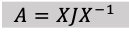 A = XJX⁻¹